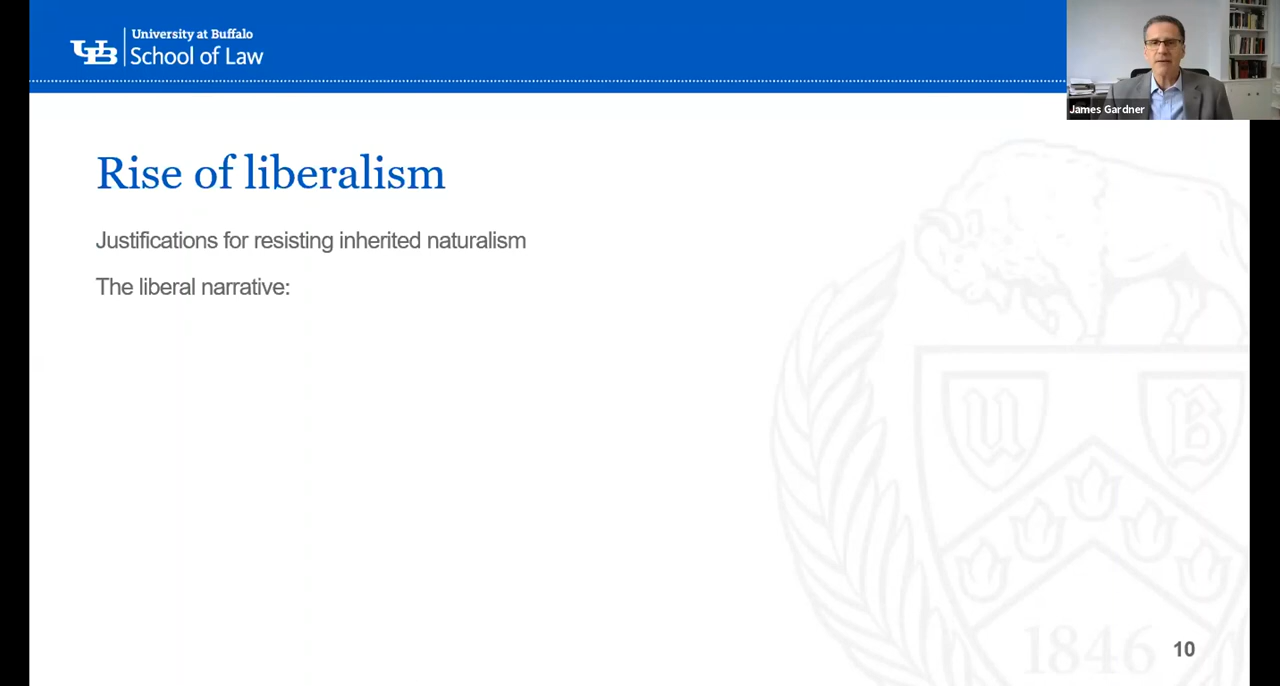 University at Buffalo
School of Law
James Gardner
Rise of liberalism
Justifications for resisting inherited naturalism
The liberal narrative:
U B
1846
10